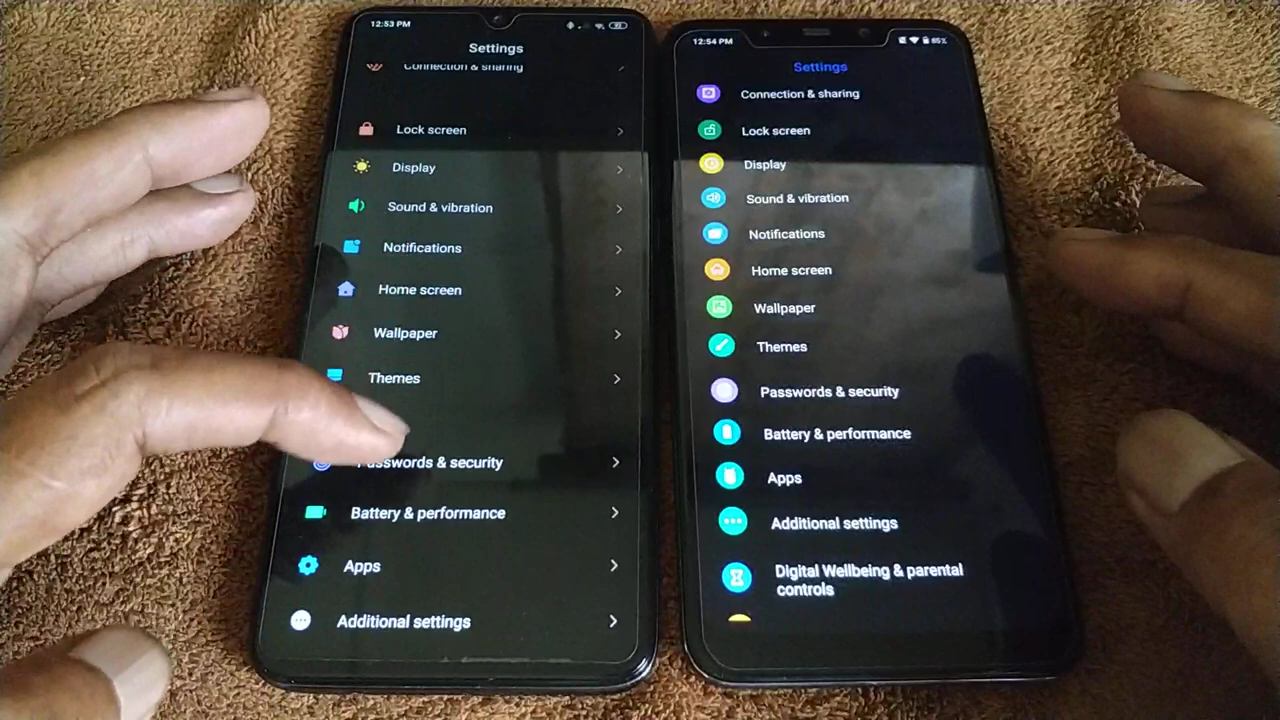 12:53 PM
92
Settings
Connection & sharing
Lock screen
Display
Sound & vibration
Notifications
Home screen
Wallpaper
Themes
Passwords & security
Battery & performance
Apps
Additional settings
12:54 PM
85%
Settings
Connection & sharing
Lock screen
Display
Sound & vibration
Notifications
Home screen
Wallpaper
Themes
Passwords & security
Battery & performance
Apps
Additional settings
Digital Wellbeing & parental
controls